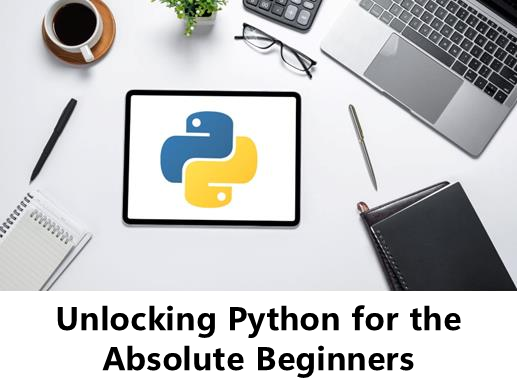 Unlocking Python for the
Absolute Beginners